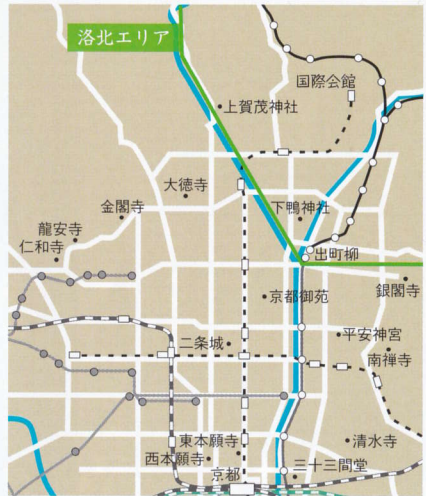 洛北エリア
国際会館
上賀茂神社
大徳寺
金閣寺
下鴨神社
龍安寺
仁和寺
出町柳
銀閣寺
京都御苑
平安神宮
二条城
南禅寺
東本願寺
清水寺
西本願寺
京都
三十三間堂